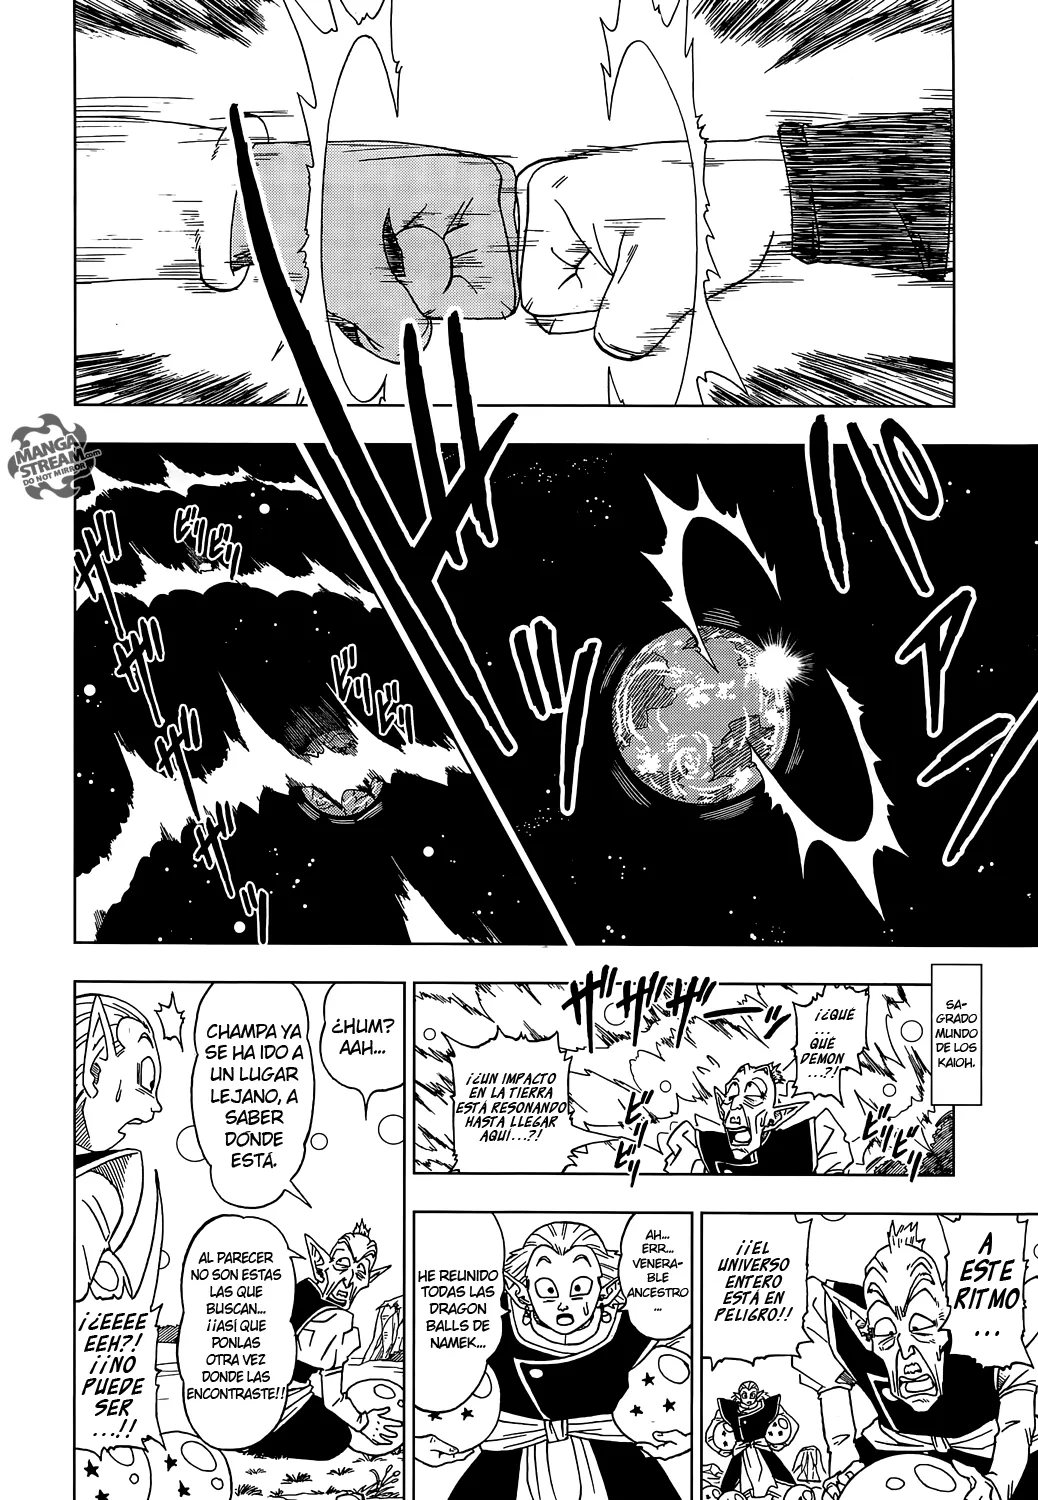 MANGA
STREAM.com
DO NOT MIRROR
ビリ
ビリ
ビリ
ビリ
ビリ
SA-
GRADO
MUNDO
DE LOS
KAIOH.
¡¿QUÉ
...
QUÉ
DEMON
...?!
¡¿UN IMPACTO
EN LA TIERRA
ESTÁ RESONANDO
HASTA LLEGAR
AQUÍ...?!
¿HUM?
AAH...
CHAMPA YA
SE HA IDO A
UN LUGAR
LEJANO, A
SABER
DÓNDE
ESTÁ.
A
ESTE
RITMO
...
¡¡EL
UNIVERSO
ENTERO
ESTÁ EN
PELIGRO!!
AH...
ERR...
VENERA-
BLE
ANCESTRO
...
HE REUNIDO
TODAS LAS
DRAGON
BALLS DE
NAMEK...
AL PARECER
NO SON ESTAS
LAS QUE
BUSCAN...
¡¡ASÍ QUE
PONLAS
OTRA VEZ
DONDE LAS
ENCONTRASTE!!
¡¿EEEE
EEH?!
¡¡NO
PUEDE
SER
...!!